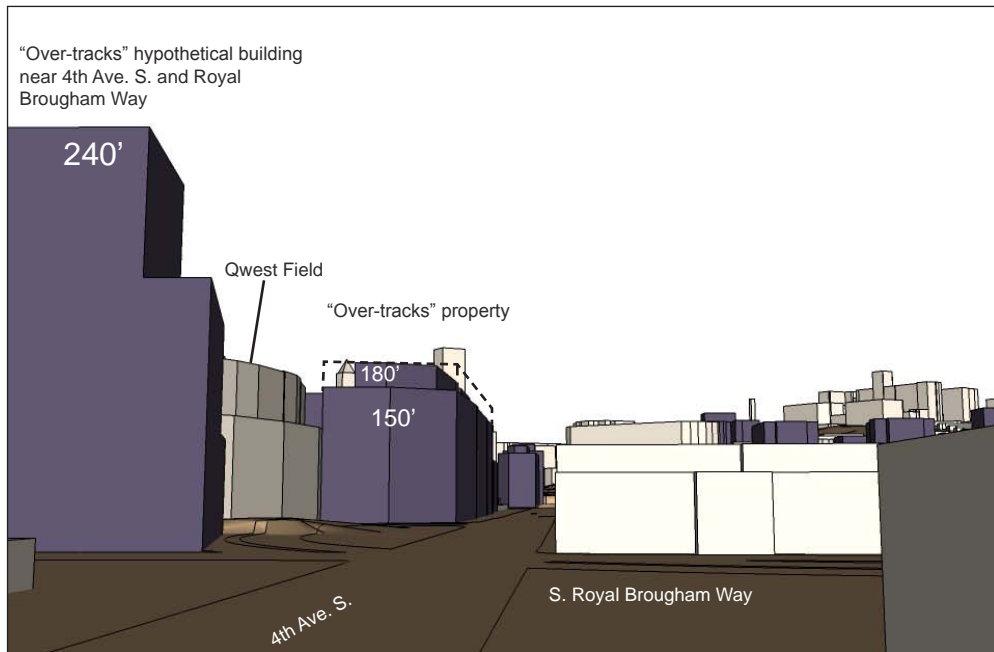 “Over-tracks” hypothetical building
near 4th Ave. S. and Royal
Brougham Way
240’
Qwest Field
“Over-tracks” property
180’
150’
S. Royal Brougham Way
4th Ave. S.